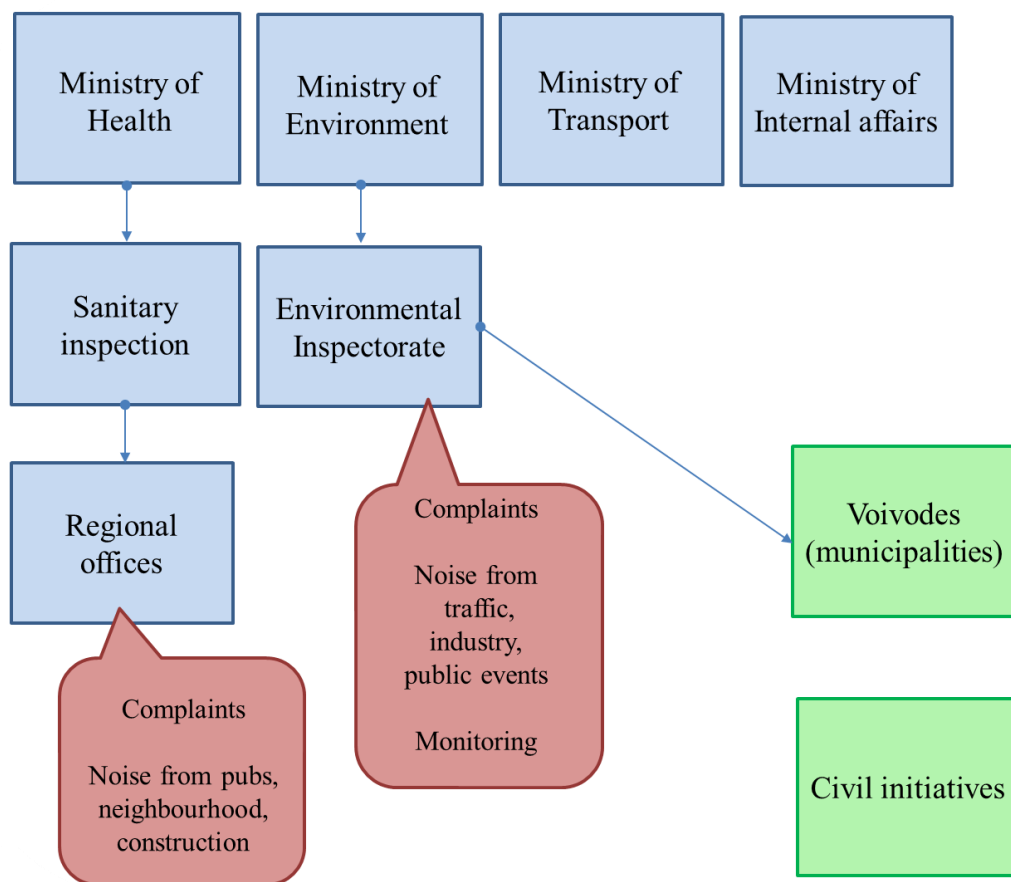 Ministry of
Health
Ministry of
Environment
Ministry of
Transport
Ministry of
Internal affairs
Sanitary
inspection
Environmental
Inspectorate
Regional
offices
Complaints
Noise from
traffic,
industry,
public events
Monitoring
Voivodes
(municipalities)
Complaints
Noise from pubs,
neighbourhood,
construction
Civil initiatives